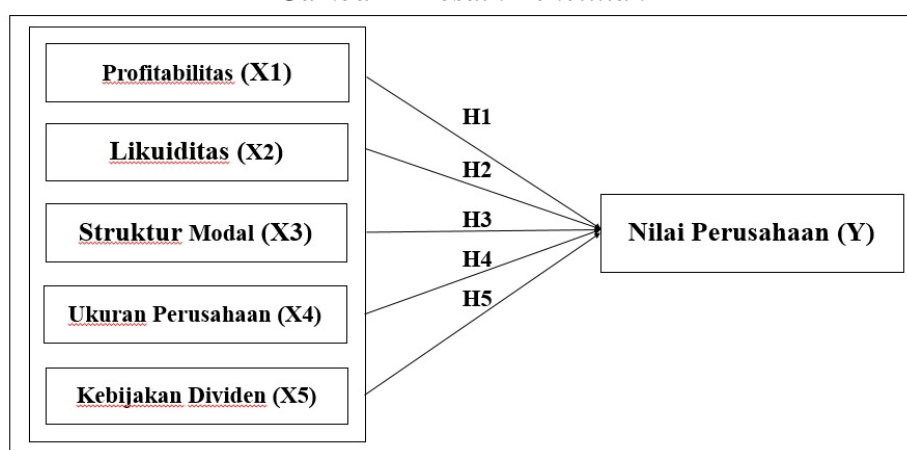 Profitabilitas (X1)
Likuiditas (X2)
Struktur Modal (X3)
Ukuran Perusahaan (X4)
Kebijakan Dividen (X5)
H1
H2
H3
H4
H5
Nilai Perusahaan (Y)